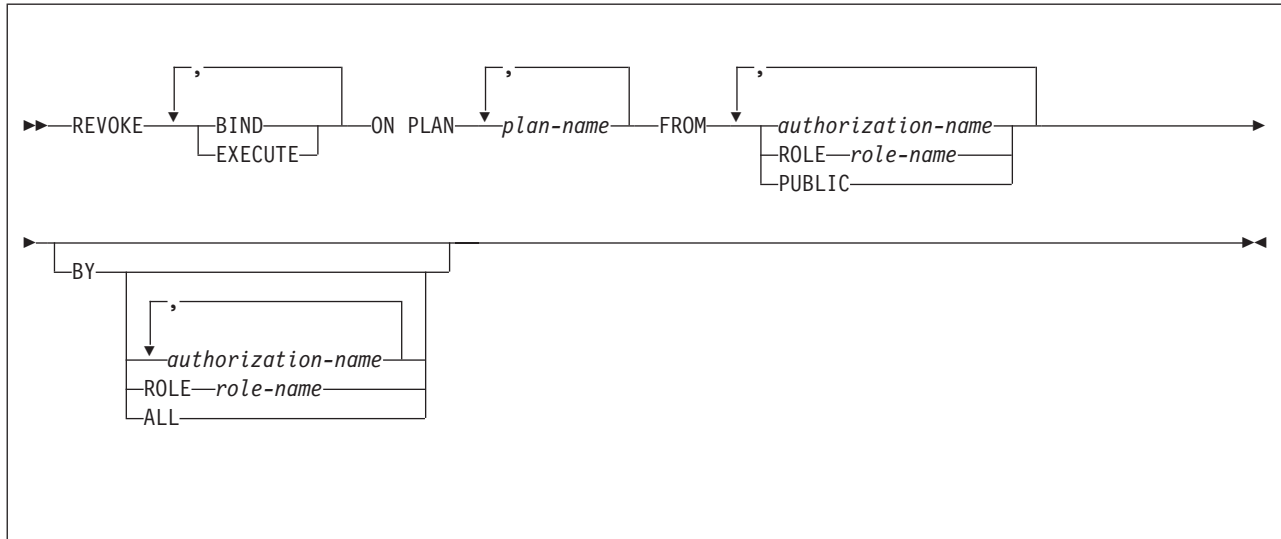 , , ,
REVOKE BIND ON PLAN plan-name FROM authorization-name
EXECUTE ROLE role-name
PUBLIC
BY
,
authorization-name
ROLE role-name
ALL